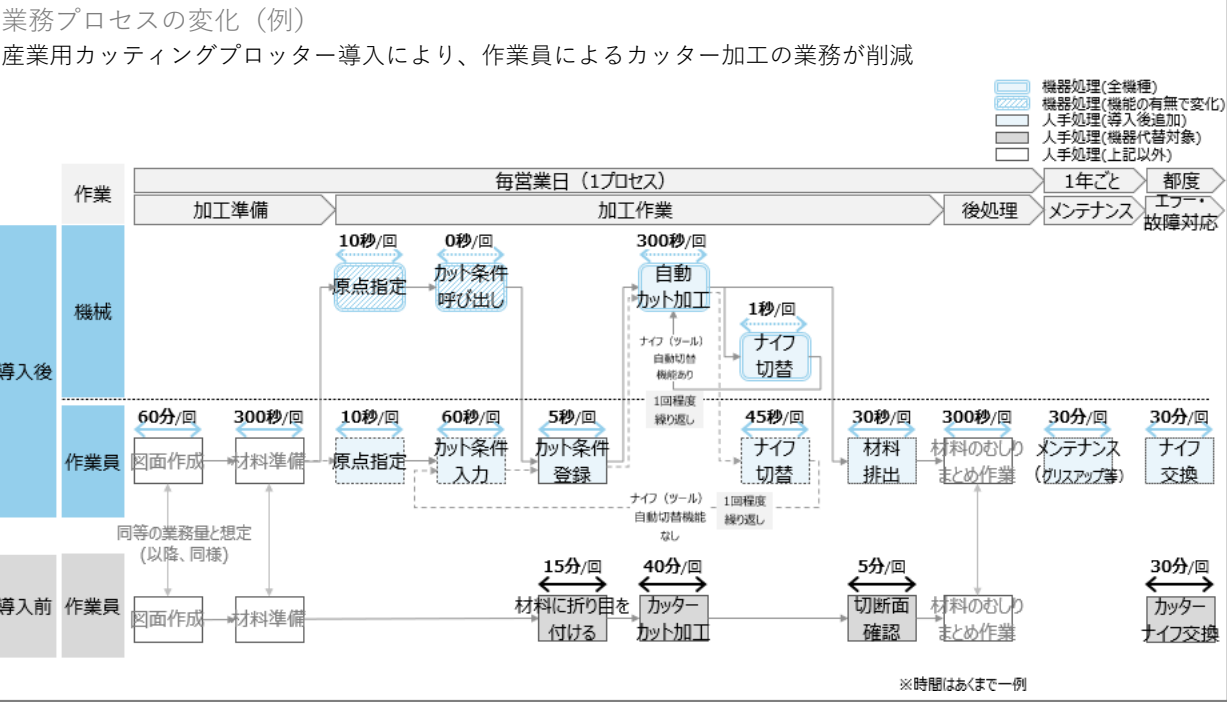 業務プロセスの変化（例）
産業用カッティングプロッター導入により、作業員によるカッター加工の業務が削減
機器処理(全機種)
機器処理(機能の有無で変化)
人手処理(導入後追加)
人手処理(機器代替対象)
人手処理(上記以外)
作業
毎営業日（1プロセス）
1年ごと
都度
加工準備
加工作業
後処理
メンテナンス
エラー・
故障対応
導入後
機械
10秒/回
0秒/回
300秒/回
原点指定
カット条件
呼び出し
自動
カット加工
1秒/回
ナイフ
切替
ナイフ（ツール）
自動切替
機能あり
1回程度
繰り返し
作業員
60分/回
300秒/回
10秒/回
60秒/回
5秒/回
45秒/回
30秒/回
300秒/回
30分/回
30分/回
図面作成
材料準備
原点指定
カット条件
入力
カット条件
登録
ナイフ
切替
材料
排出
材料のむしり
まとめ作業
メンテナンス
(グリスアップ等)
ナイフ
交換
ナイフ（ツール）
自動切替機能
なし
1回程度
繰り返し
同等の業務量と想定
(以降、同様)
導入前
作業員
15分/回
40分/回
5分/回
30分/回
図面作成
材料準備
材料に折り目を
付ける
カッター
カット加工
切断面
確認
材料のむしり
まとめ作業
カッター
ナイフ交換
※時間はあくまで一例